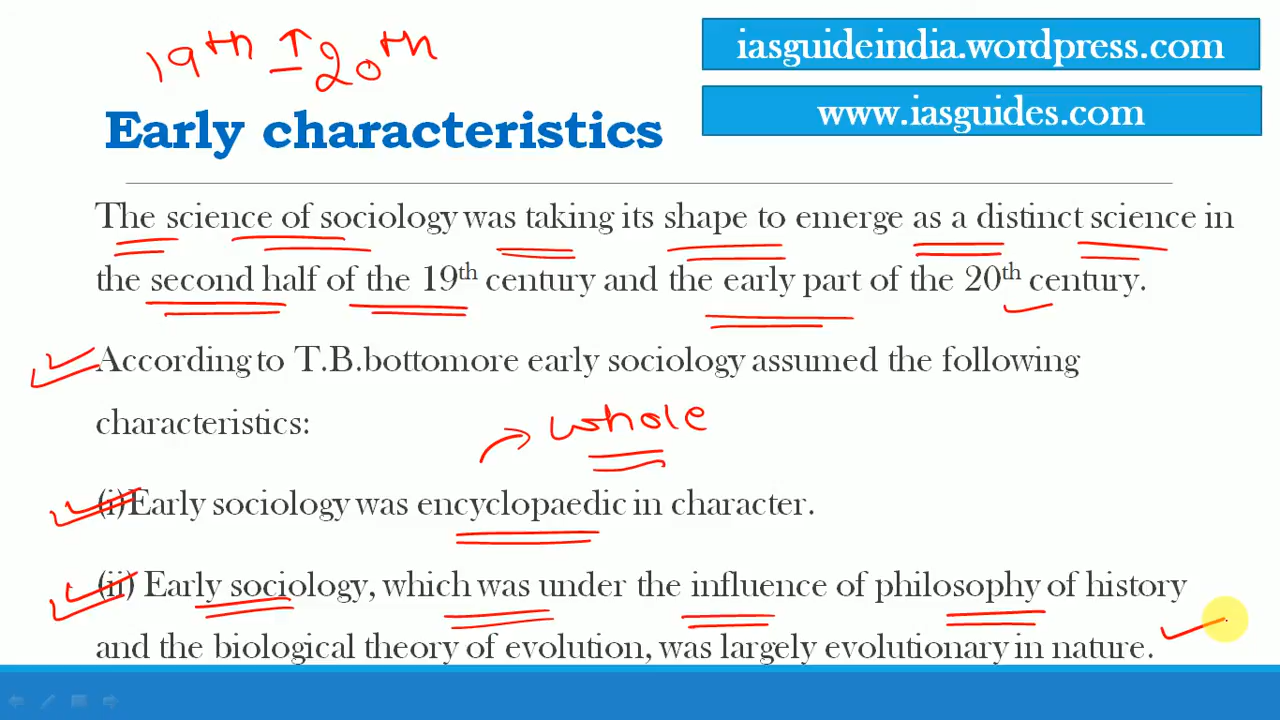 19th 20th
iasguideindia.wordpress.com
www.iasguides.com
Early characteristics
The science of sociology was taking its shape to emerge as a distinct science in
the second half of the 19th century and the early part of the 20th century.
According to T.B.bottomore early sociology assumed the following
characteristics:
whole
(i)Early sociology was encyclopaedic in character.
(ii) Early sociology, which was under the influence of philosophy of history
and the biological theory of evolution, was largely evolutionary in nature.